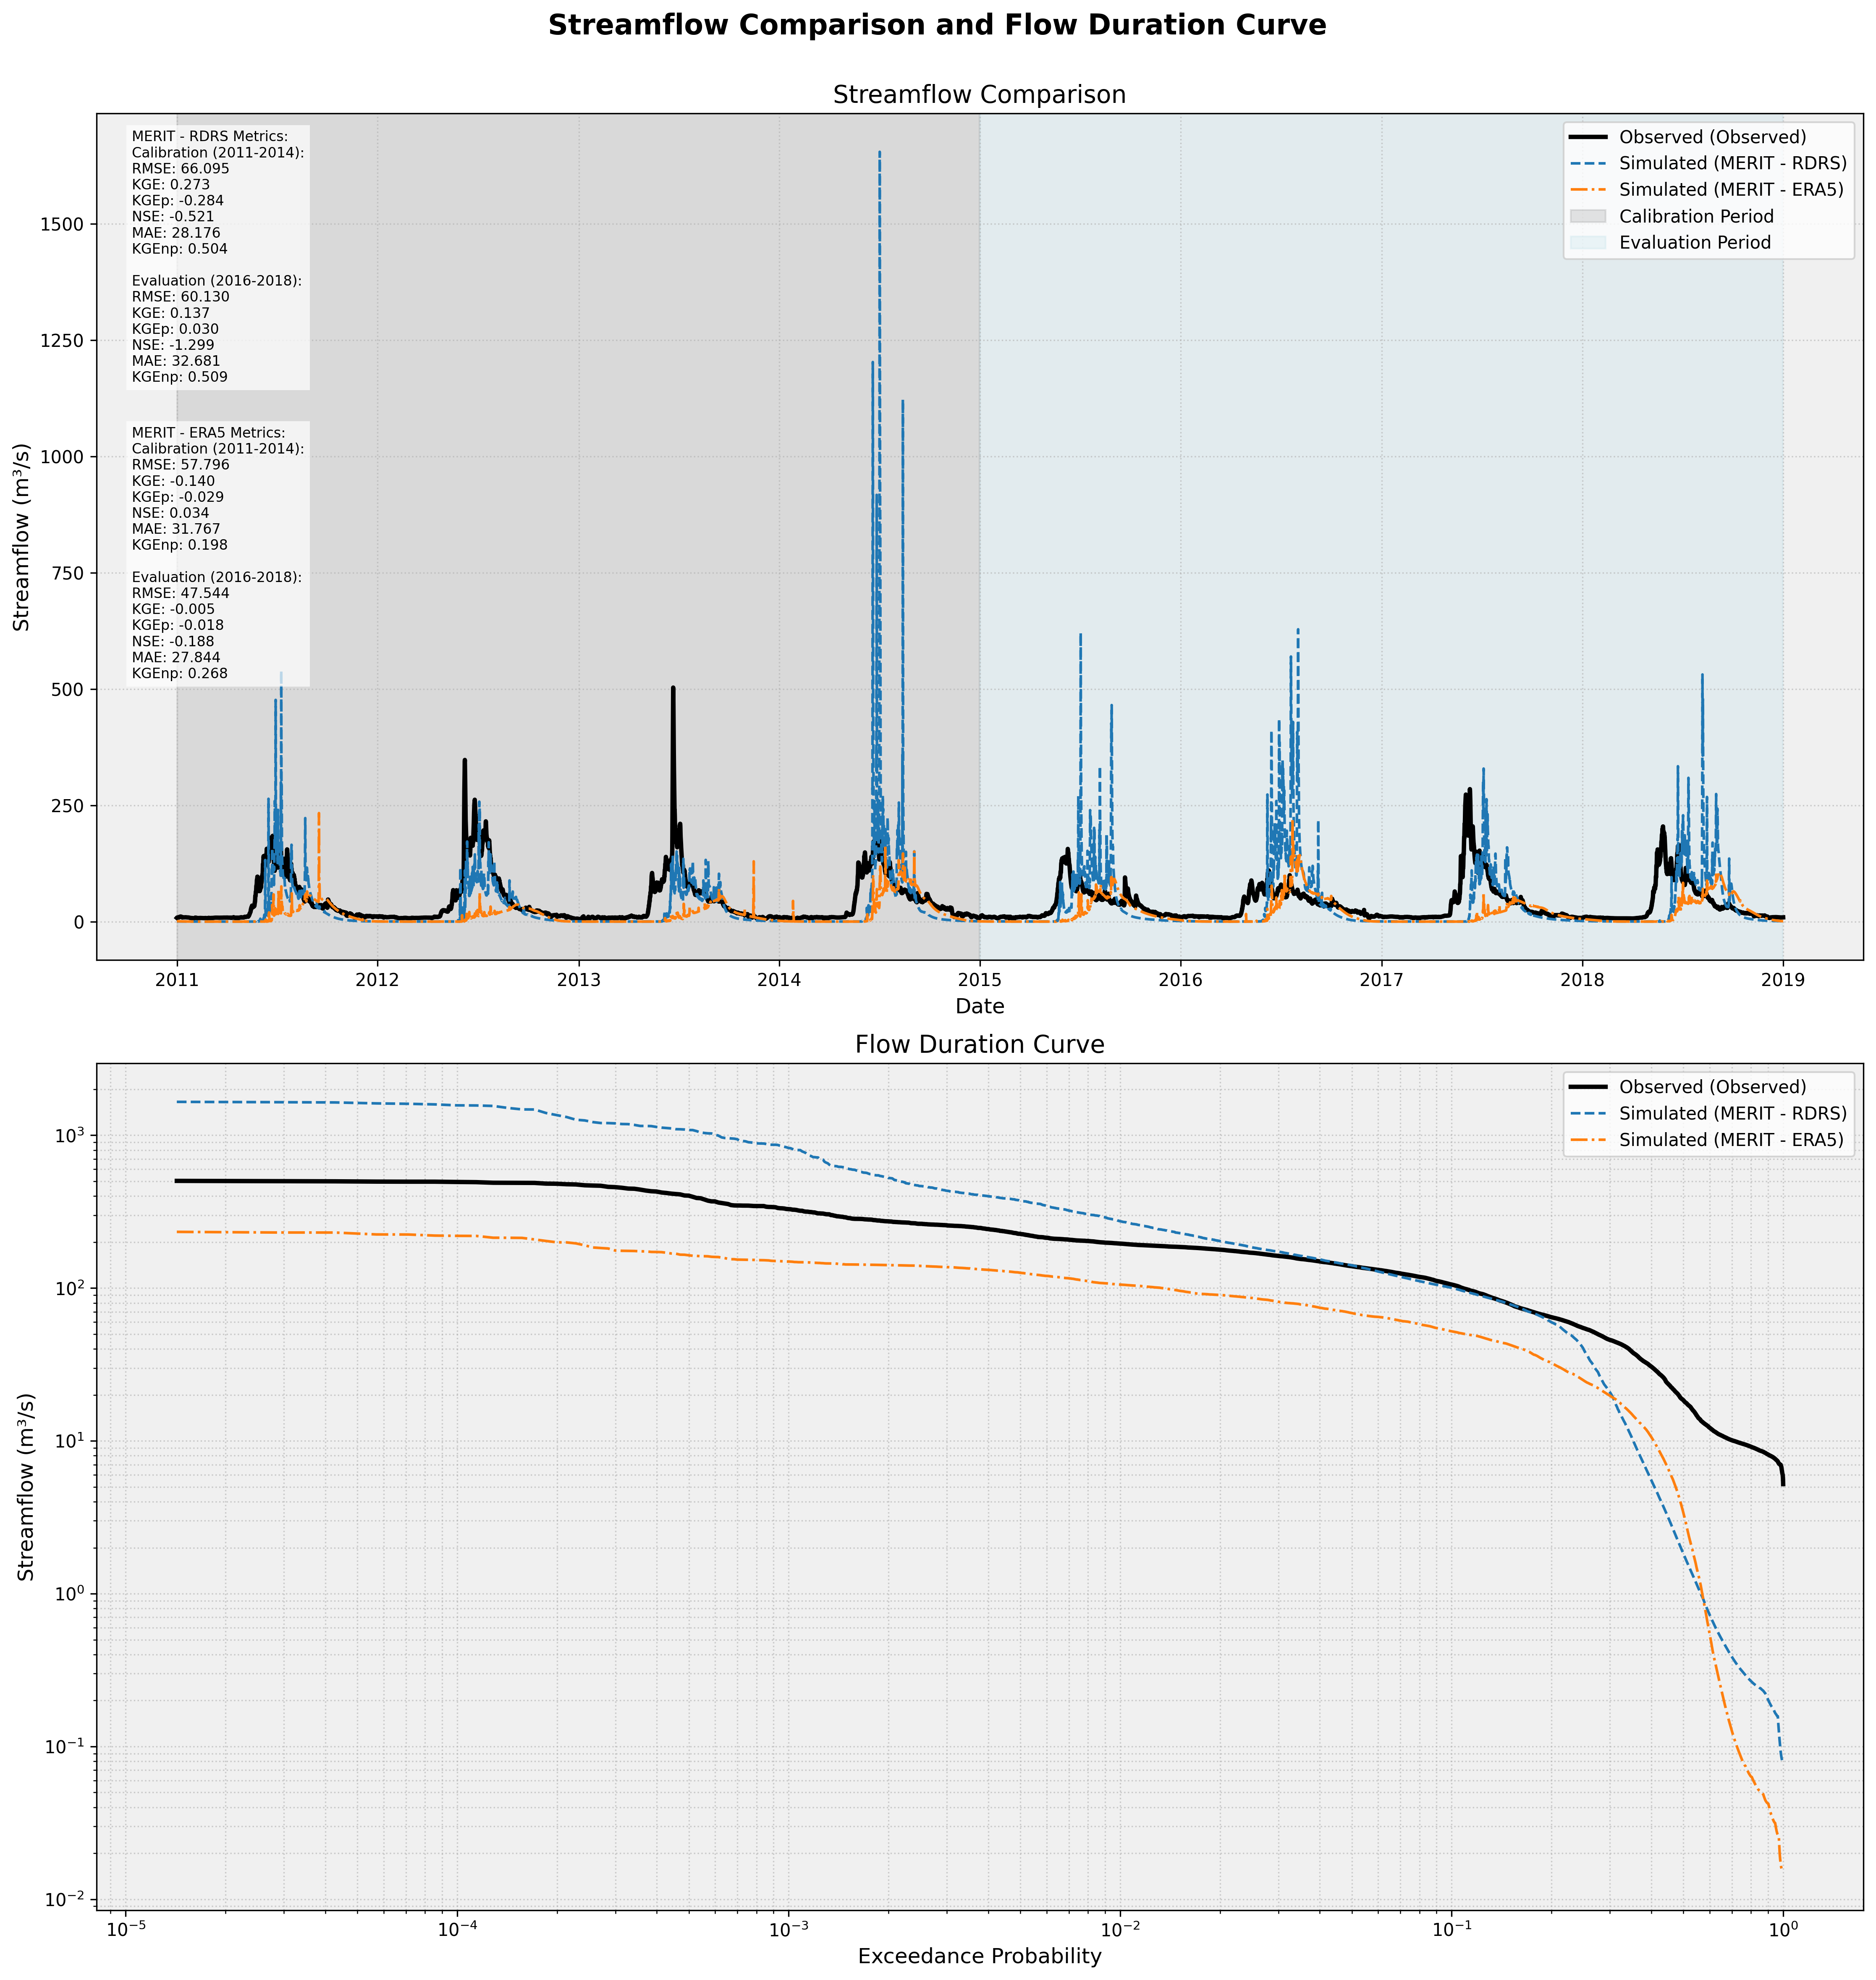 Streamflow Comparison and Flow Duration Curve
Streamflow Comparison
MERIT - RDRS Metrics:
Calibration (2011-2014):
RMSE: 66.095
KGE: 0.273
KGEp: -0.284
NSE: -0.521
MAE: 28.176
KGEnp: 0.504
Evaluation (2016-2018):
RMSE: 60.130
KGE: 0.137
KGEp: 0.030
NSE: -1.299
MAE: 32.681
KGEnp: 0.509
MERIT - ERA5 Metrics:
Calibration (2011-2014):
RMSE: 57.796
KGE: -0.140
KGEp: -0.029
NSE: 0.034
MAE: 31.767
KGEnp: 0.198
Evaluation (2016-2018):
RMSE: 47.544
KGE: -0.005
KGEp: -0.018
NSE: -0.188
MAE: 27.844
KGEnp: 0.268
Observed (Observed)
Simulated (MERIT - RDRS)
Simulated (MERIT - ERA5)
Calibration Period
Evaluation Period
Streamflow (m³/s)
1500
1250
1000
750
500
250
0
2011 2012 2013 2014 2015 2016 2017 2018 2019
Date
Flow Duration Curve
Observed (Observed)
Simulated (MERIT - RDRS)
Simulated (MERIT - ERA5)
Streamflow (m³/s)
10³
10²
10¹
10⁰
10⁻¹
10⁻²
10⁻⁵ 10⁻⁴ 10⁻³ 10⁻² 10⁻¹ 10⁰
Exceedance Probability